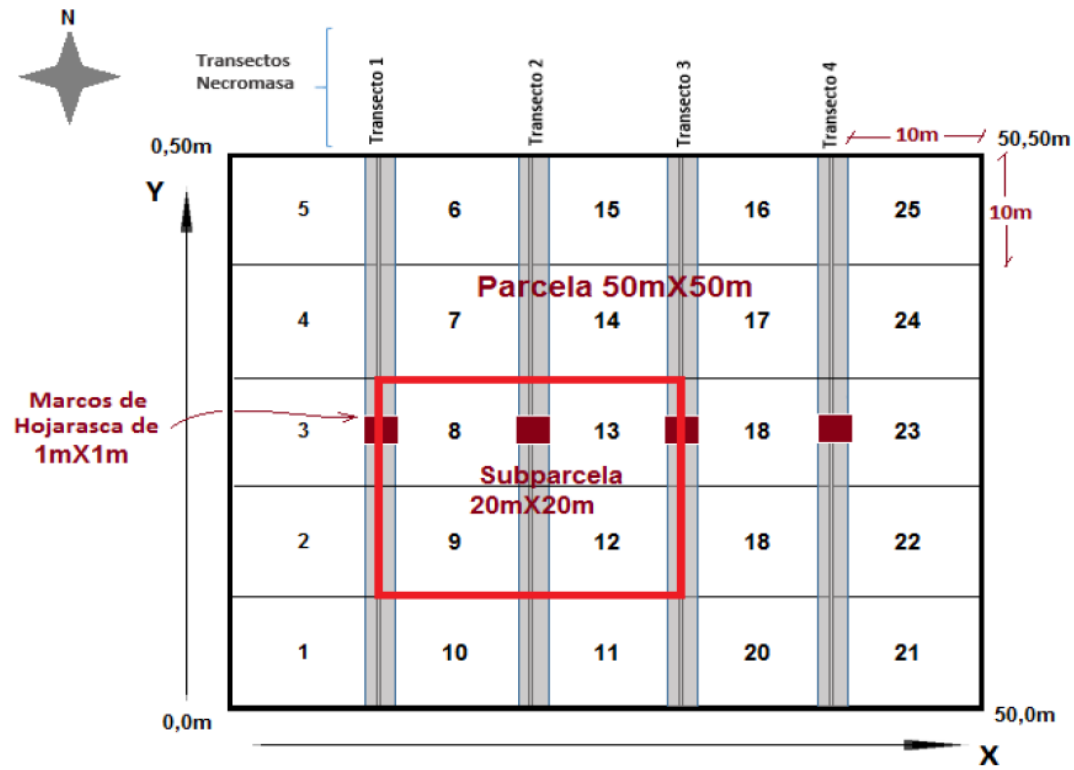 N
Transectos
Necromasa
Transecto 1
Transecto 2
Transecto 3
Transecto 4
10m
0,50m
50,50m
Y
5 6 15 16 25
10m
Parcela 50mX50m
4 7 14 17 24
Marcos de
Hojarasca de
1mX1m
3 8 13 18 23
Subparcela
20mX20m
2 9 12 18 22
1 10 11 20 21
0,0m
50,0m
X